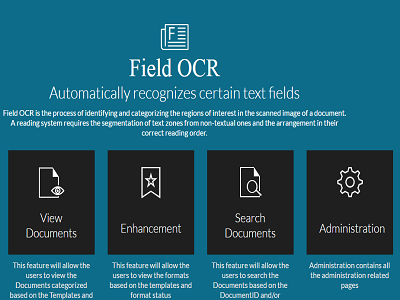 Field OCR
Automatically recognizes certain text fields
Field OCR is the process of identifying and categorizing the regions of interest in the scanned image of a document.
A reading system requires the segmentation of text zones from non-textual ones and the arrangement in their
correct reading order.
View
Documents
This feature will allow the
users to view the
Documents categorized
based on the Templates and
Enhancement
This feature will allow the
users to view the formats
based on the templates and
format status
Search
Documents
This feature will allow the
users to search the
Documents based on the
DocumentID and/or
Administration
Administration contains all
the administration related
pages